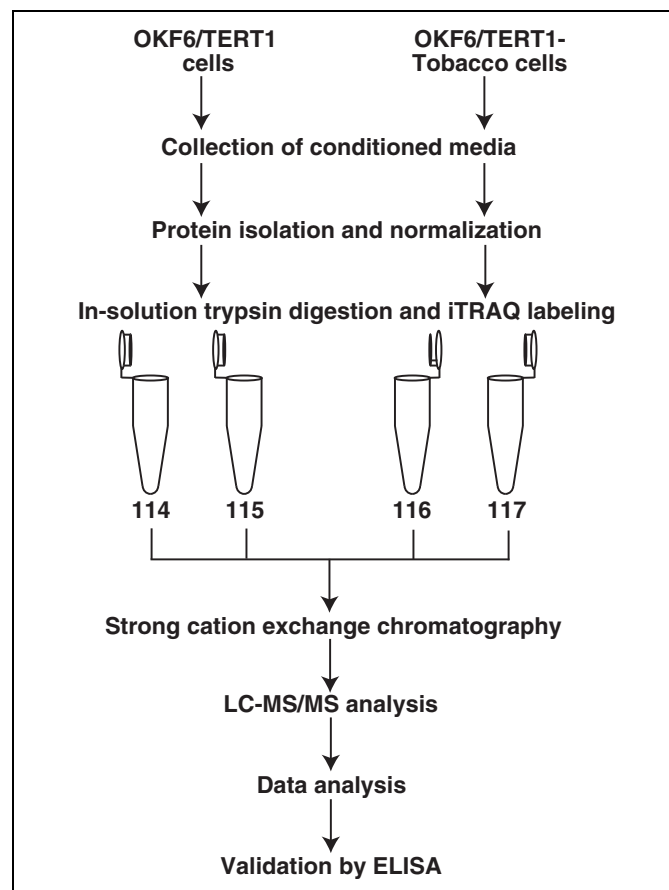 OKF6/TERT1 OKF6/TERT1-
cells Tobacco cells
Collection of conditioned media
Protein isolation and normalization
In-solution trypsin digestion and iTRAQ labeling
114 115 116 117
Strong cation exchange chromatography
LC-MS/MS analysis
Data analysis
Validation by ELISA